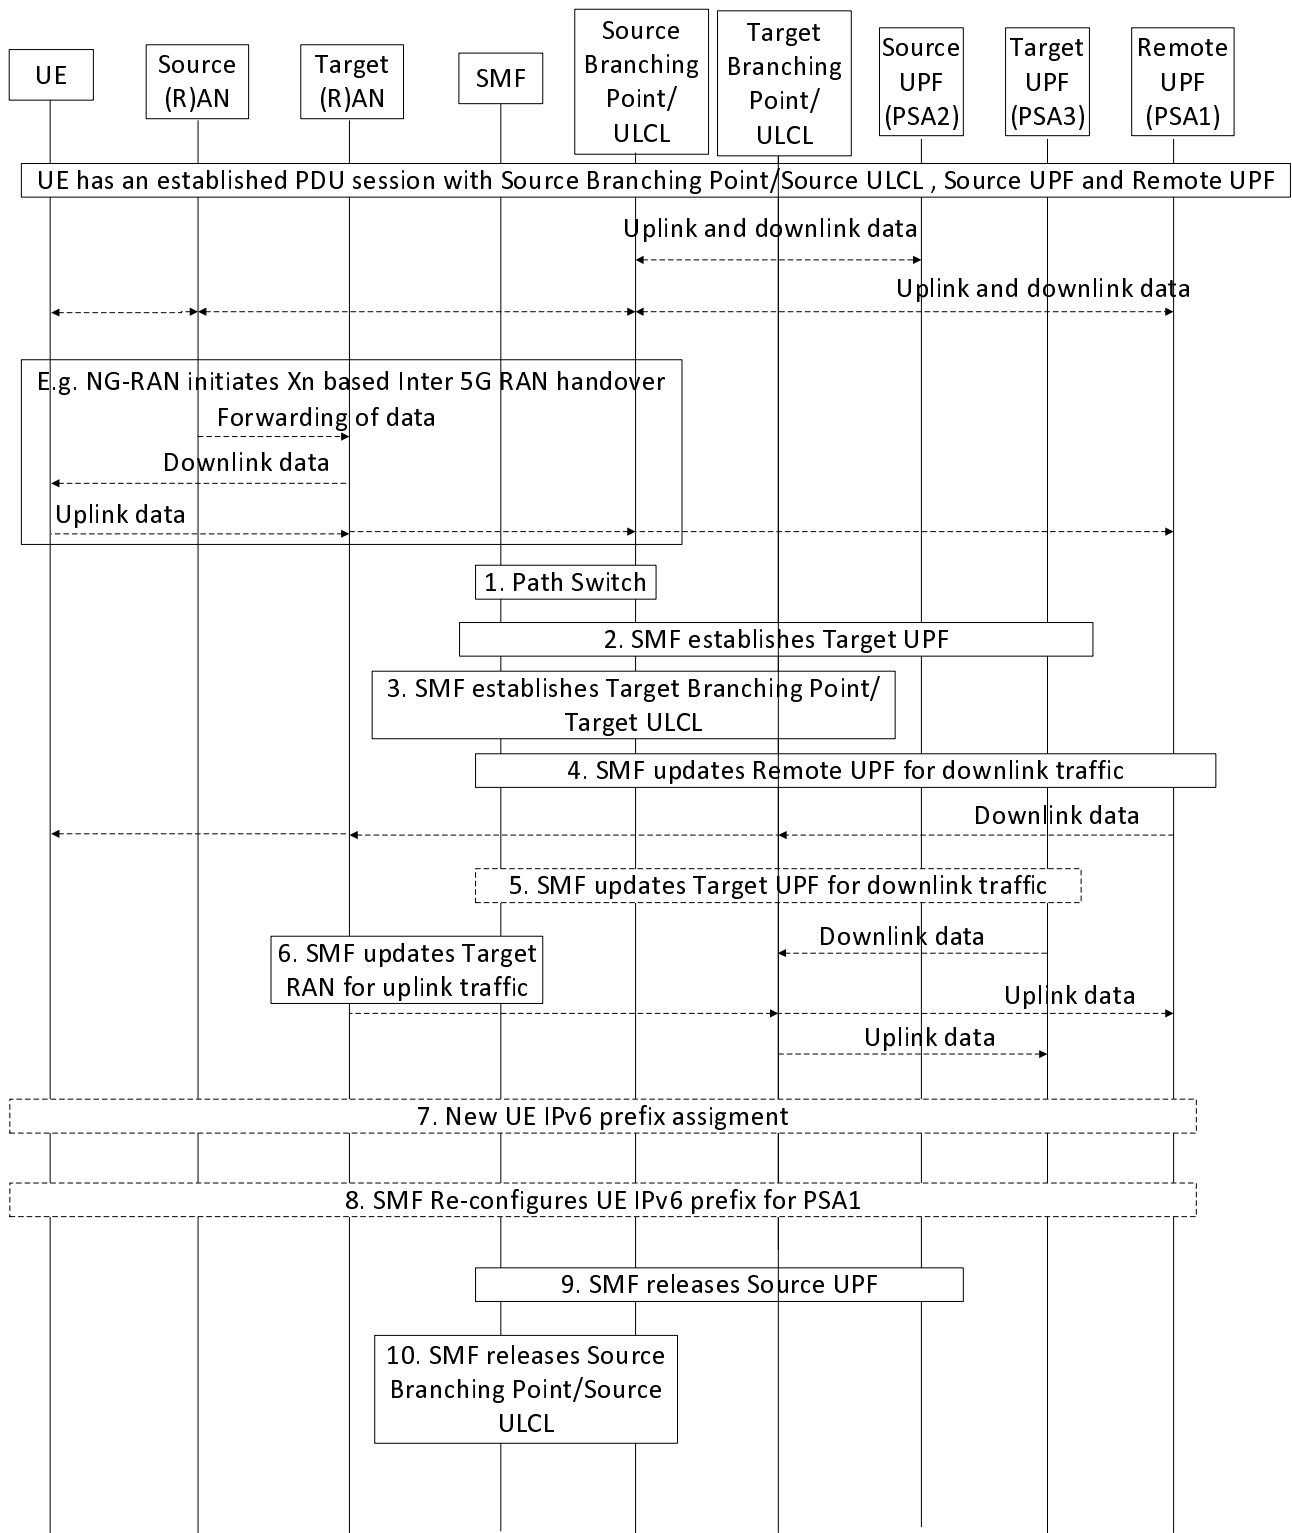 UE
Source
(R)AN
Target
(R)AN
SMF
Source
Branching
Point/
ULCL
Target
Branching
Point/
ULCL
Source
UPF
(PSA2)
Target
UPF
(PSA3)
Remote
UPF
(PSA1)
UE has an established PDU session with Source Branching Point/Source ULCL , Source UPF and Remote UPF
Uplink and downlink data
Uplink and downlink data
E.g. NG-RAN initiates Xn based Inter 5G RAN handover
Forwarding of data
Downlink data
Uplink data
1. Path Switch
2. SMF establishes Target UPF
3. SMF establishes Target Branching Point/
Target ULCL
4. SMF updates Remote UPF for downlink traffic
Downlink data
5. SMF updates Target UPF for downlink traffic
Downlink data
6. SMF updates Target
RAN for uplink traffic
Uplink data
Uplink data
7. New UE IPv6 prefix assigment
8. SMF Re-configures UE IPv6 prefix for PSA1
9. SMF releases Source UPF
10. SMF releases Source
Branching Point/Source
ULCL